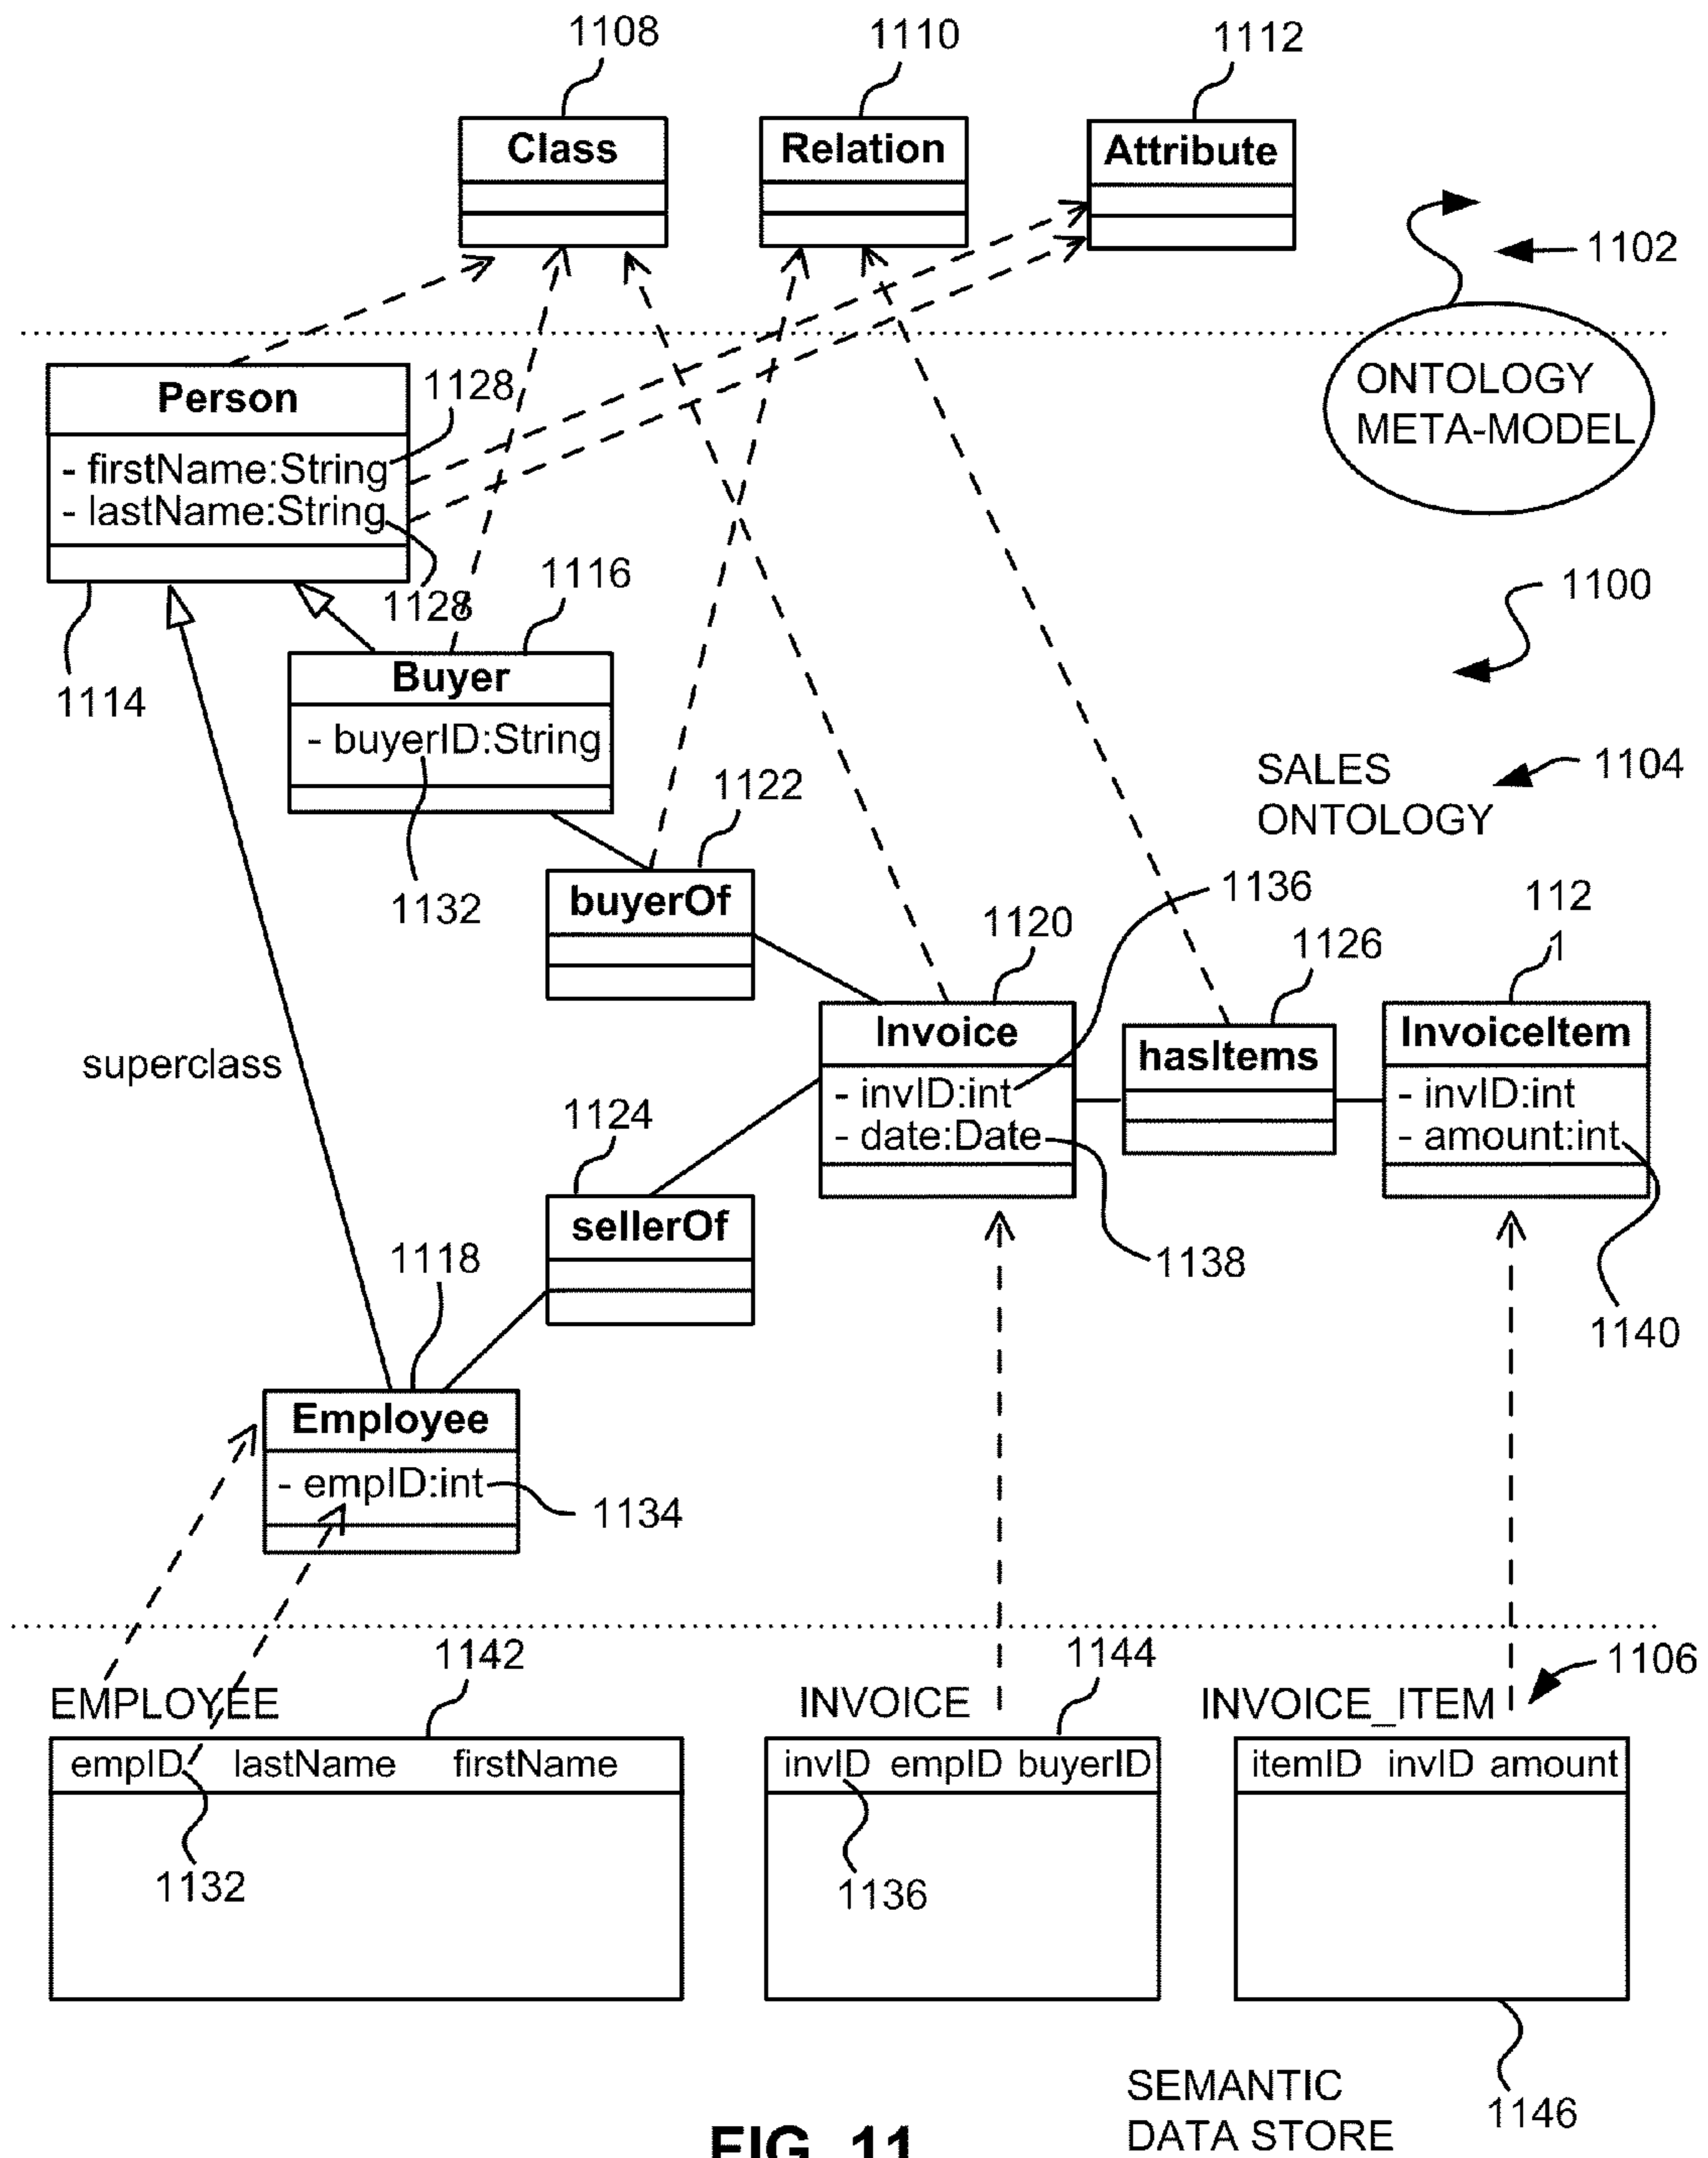 1108
1110
1112
Class
Relation
Attribute
1102
Person
1128
ONTOLOGY
META-MODEL
- firstName:String
- lastName:String
1128
1116
1100
1114
Buyer
- buyerID:String
1122
SALES
ONTOLOGY
1104
1132
buyerOf
1136
1120
112
1
1126
Invoice
hasItems
InvoiceItem
superclass
- invID:int
- date:Date
- invID:int
- amount:int
1124
sellerOf
1118
1138
1140
Employee
- empID:int
1134
1142
1144
1106
EMPLOYEE
INVOICE
INVOICE_ITEM
empID lastName firstName
invID empID buyerID
itemID invID amount
1132
1136
SEMANTIC
DATA STORE
1146
FIG. 11